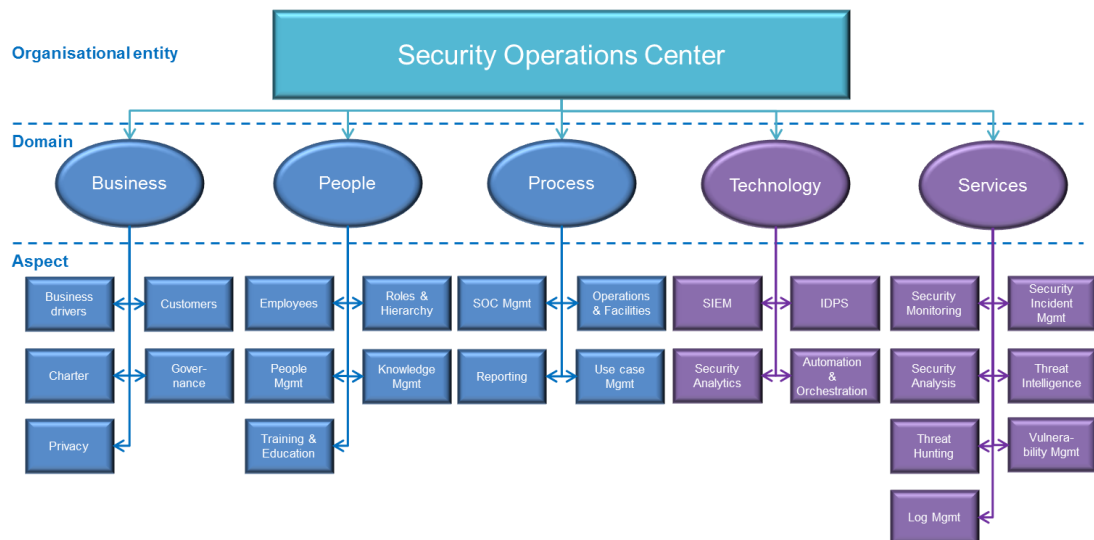 Security Operations Center
Organisational entity
Domain
Business
People
Process
Technology
Services
Aspect
Business
drivers
Customers
Charter
Gover-
nance
Privacy
Employees
Roles &
Hierarchy
People
Mgmt
Knowledge
Mgmt
Training &
Education
SOC Mgmt
Operations
& Facilities
Reporting
Use case
Mgmt
SIEM
IDPS
Security
Analytics
Automation
&
Orchestration
Security
Monitoring
Security
Incident
Mgmt
Security
Analysis
Threat
Intelligence
Threat
Hunting
Vulnera-
bility Mgmt
Log Mgmt